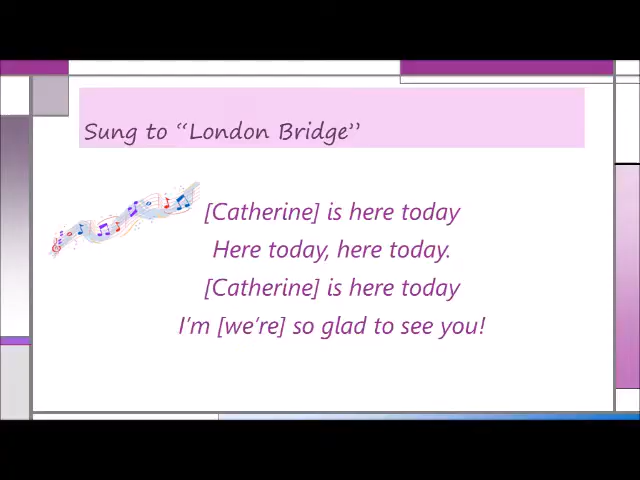 Sung to “London Bridge”
[Catherine] is here today
Here today, here today.
[Catherine] is here today
I’m [we’re] so glad to see you!